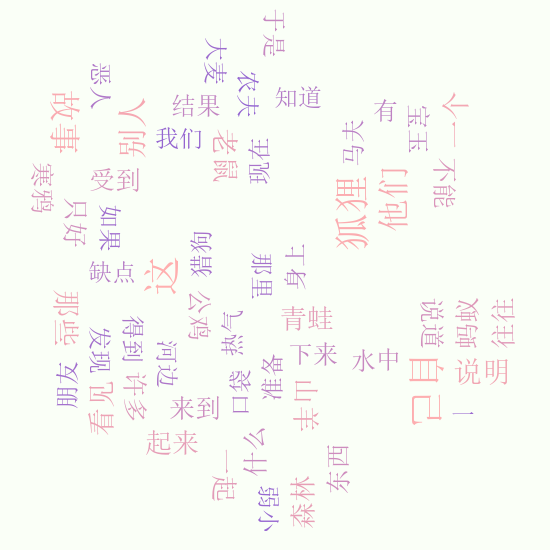 于是
大麦
恶人
农夫
知道
故事
别人
结果
有
宝玉
一个
我们
老鼠
现在
马夫
寒鸦
受到
不能
只好
如果
狐狸
他们
缺点
这
猎狗
那里
身上
那些
公鸡
发现
得到
河边
生气
青蛙
说道
蚂蚁
往往
朋友
看见
许多
来到
口袋
准备
下来
水中
山羊
自己
说明
一
起来
一起
什么
弱小
森林
东西